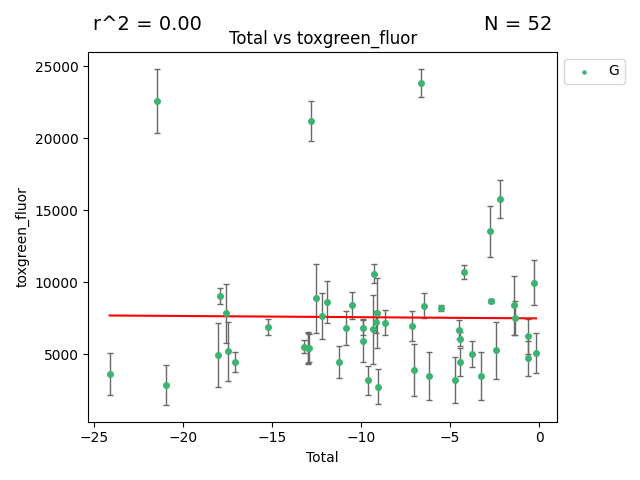 r^2 = 0.00
N = 52
Total vs toxgreen_fluor
G
25000
20000
15000
10000
5000
toxgreen_fluor
−25
−20
−15
−10
−5
0
Total